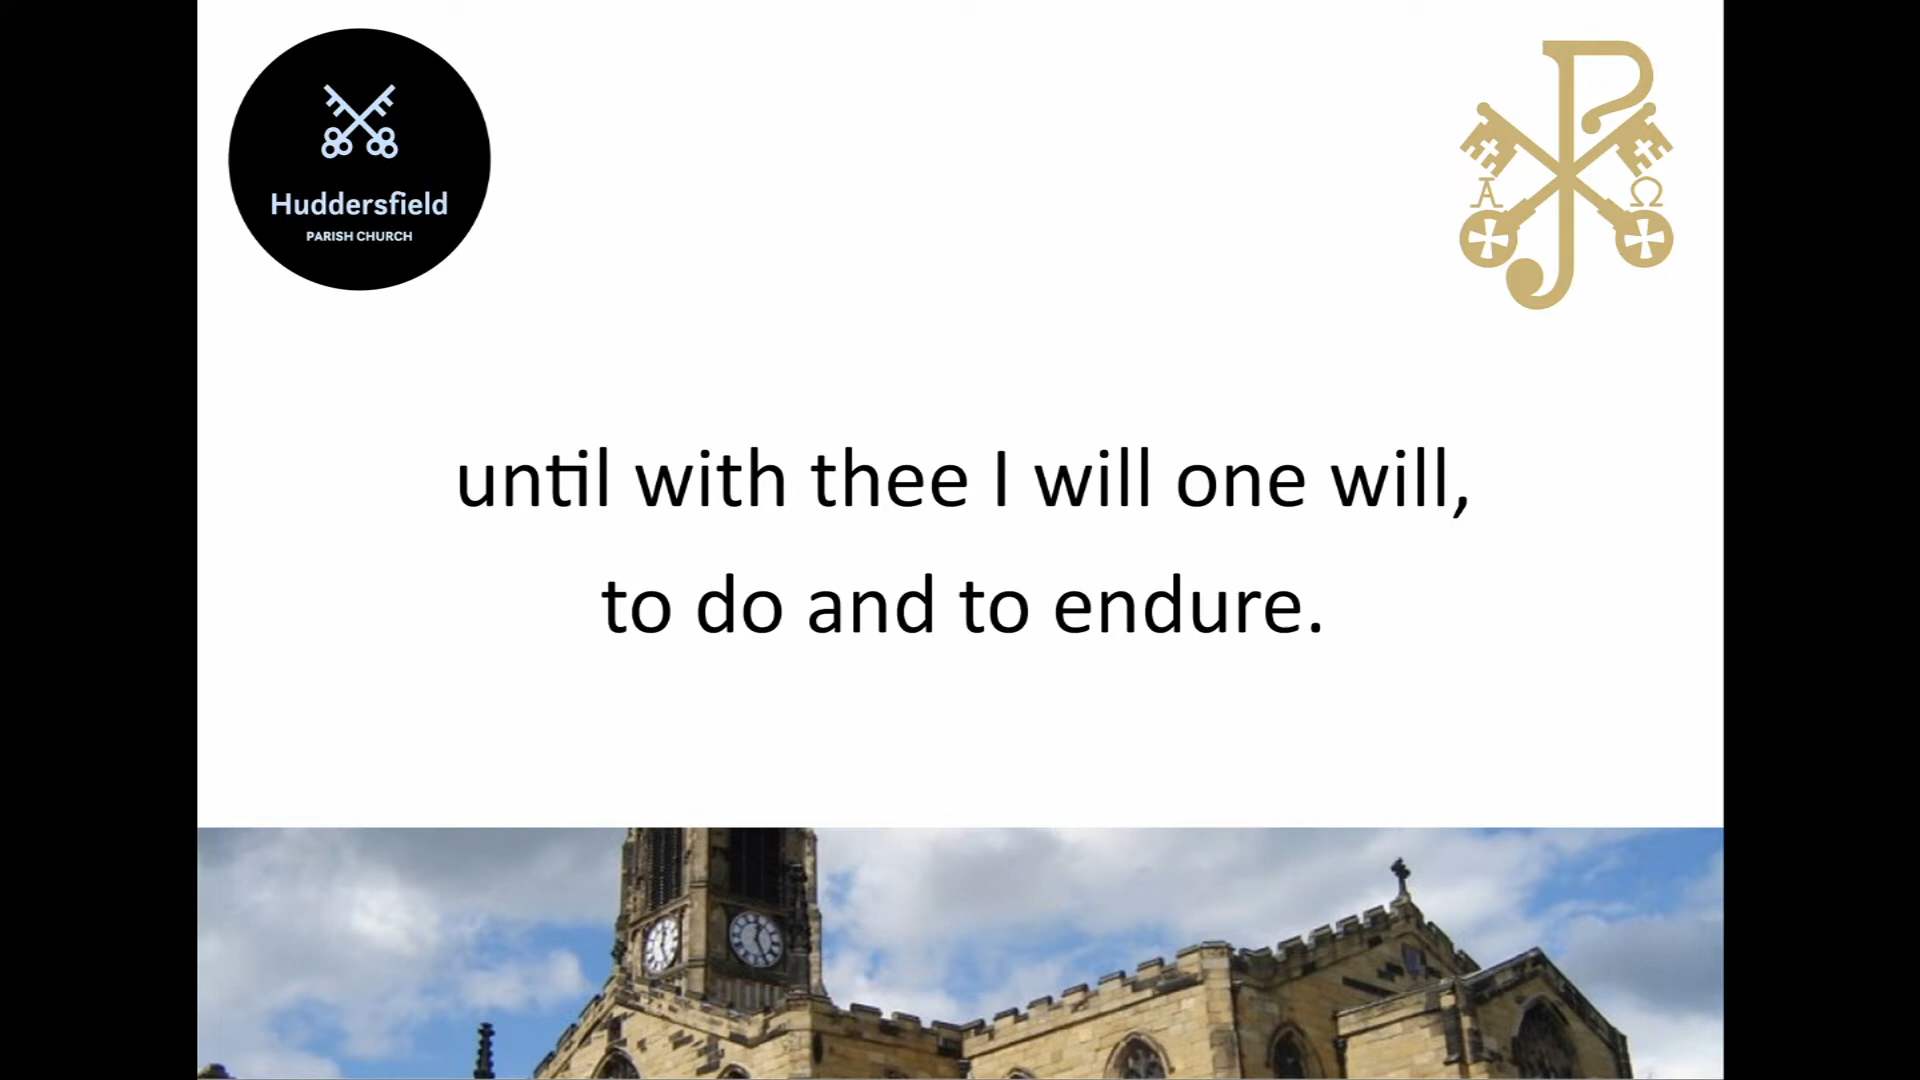 Huddersfield
PARISH CHURCH
Α Ω
until with thee I will one will,
to do and to endure.